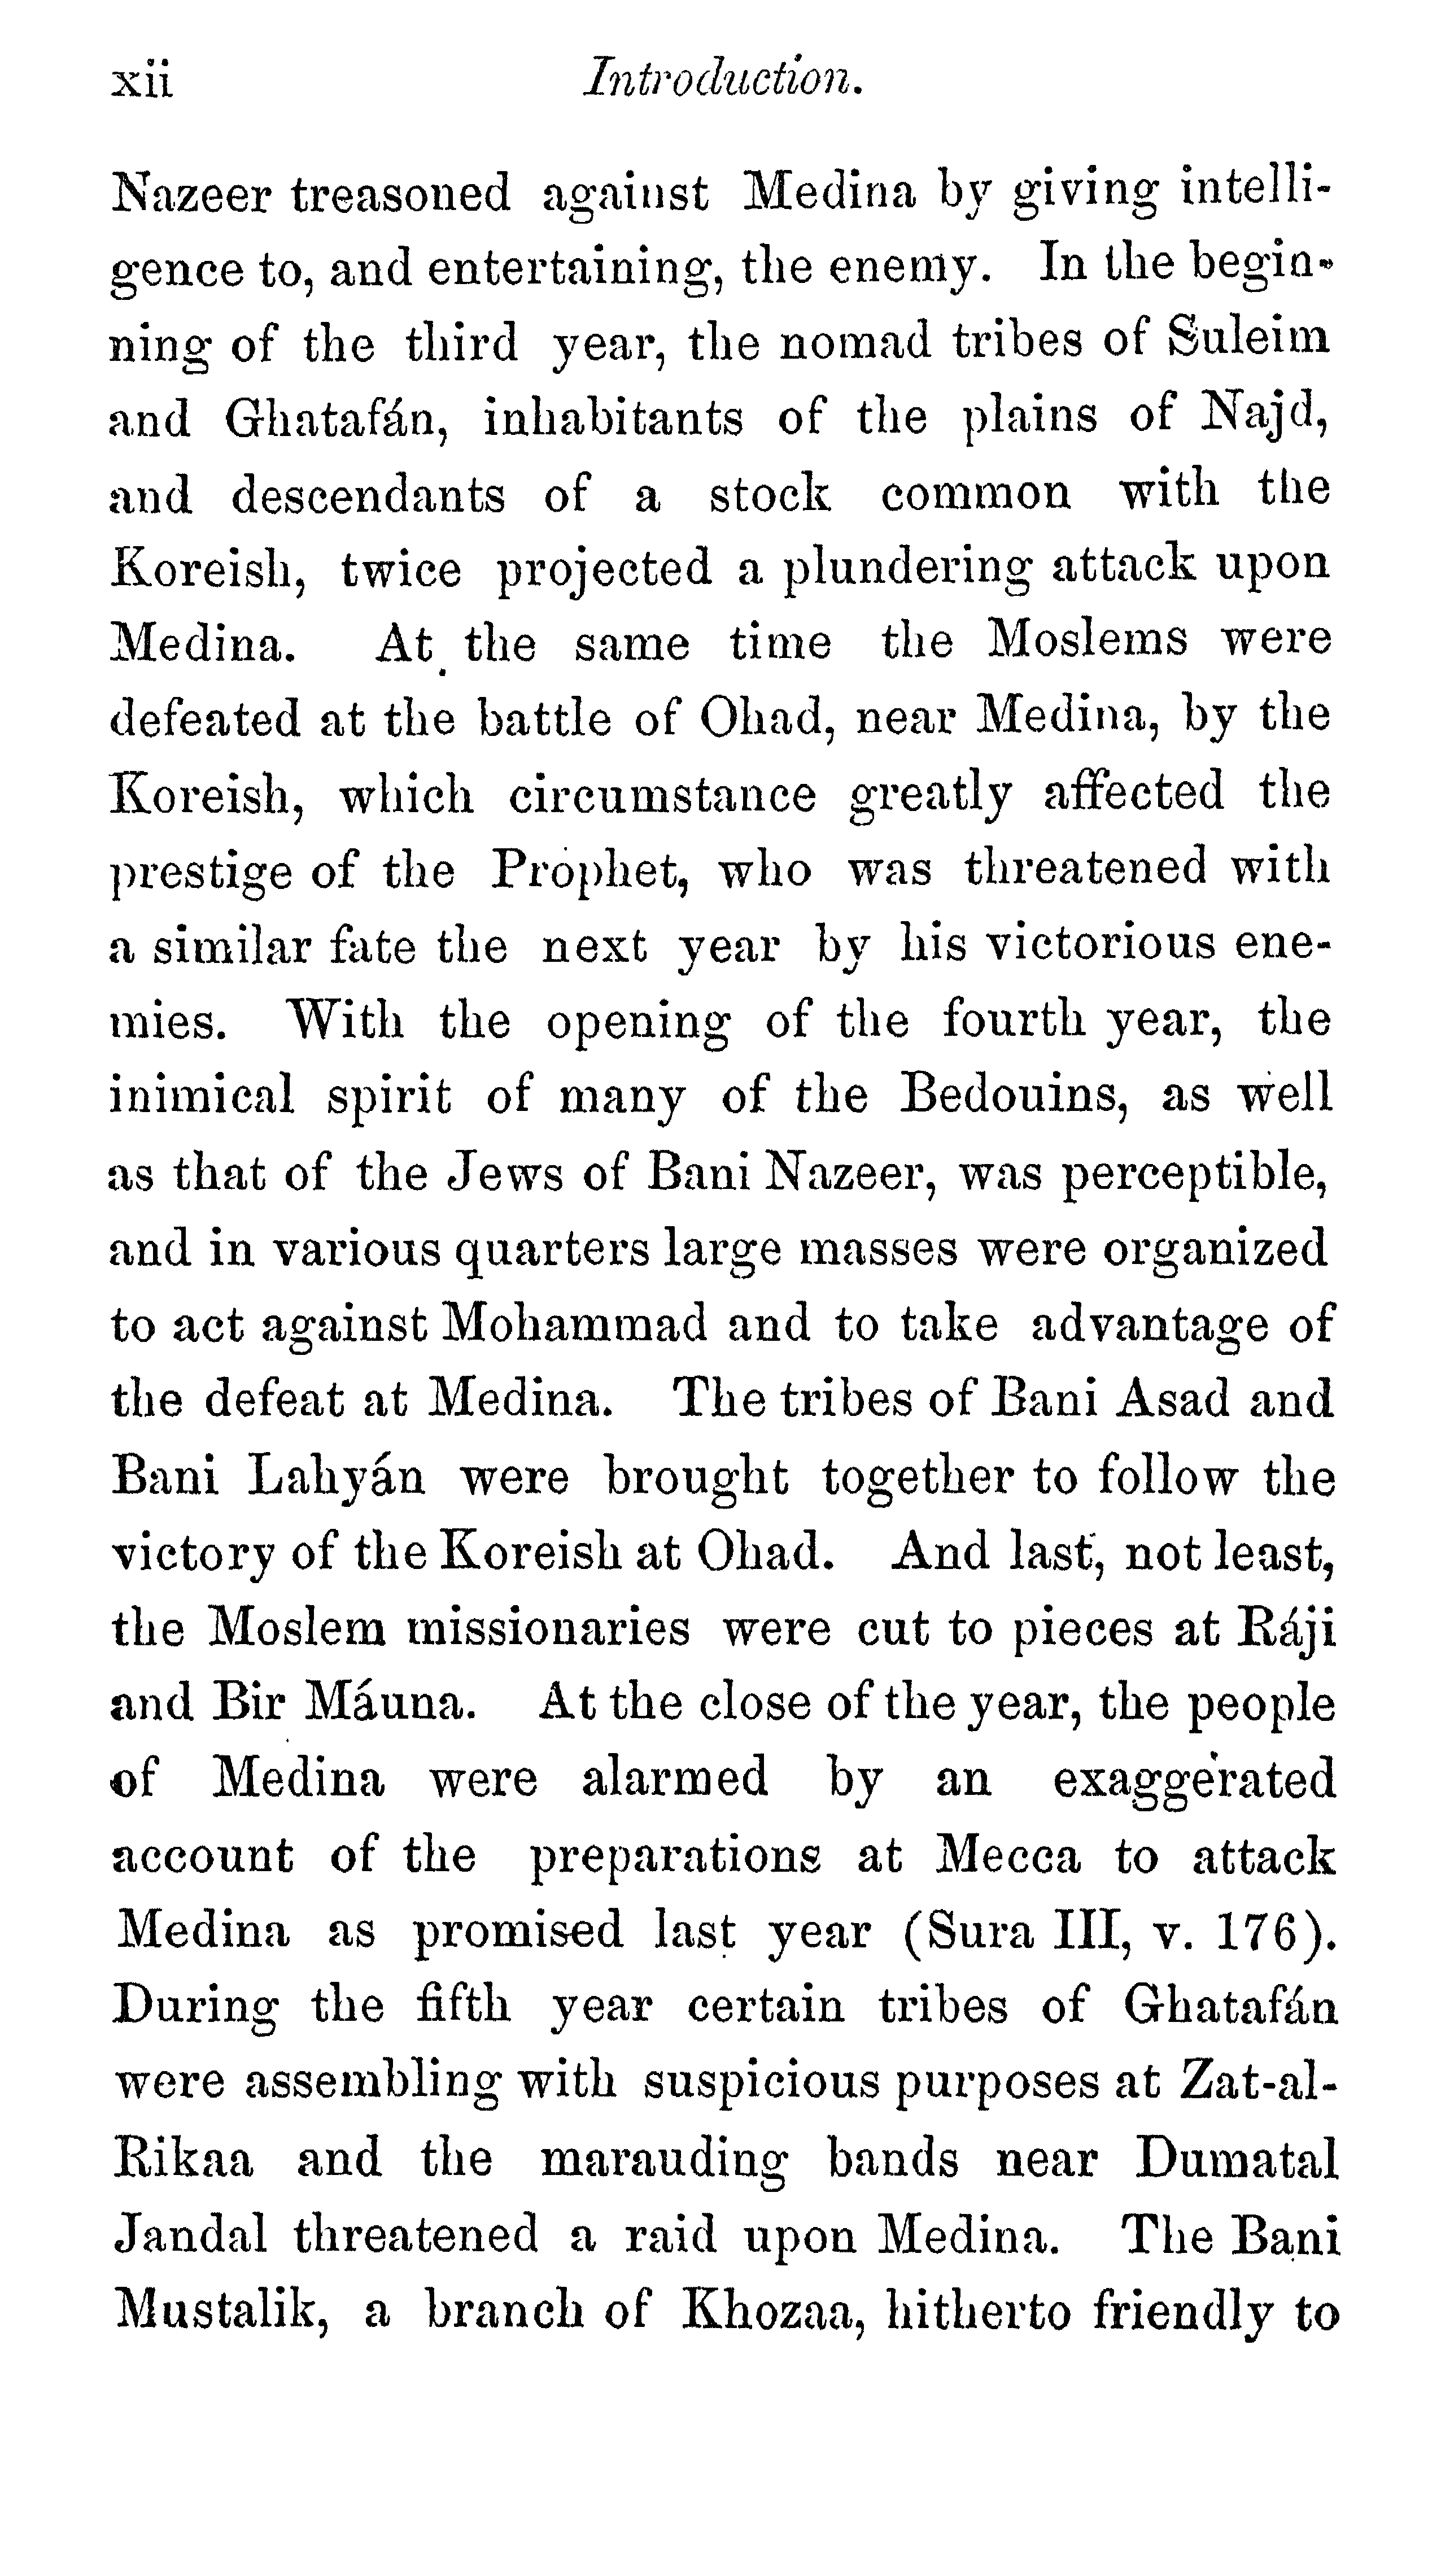 xii Introduction.
Nazeer treasoned against Medina by giving intelli-
gence to, and entertaining, the enemy. In the begin-
ning of the third year, the nomad tribes of Suleim
and Ghatafán, inhabitants of the plains of Najd,
and descendants of a stock common with the
Koreish, twice projected a plundering attack upon
Medina. At the same time the Moslems were
defeated at the battle of Ohad, near Medina, by the
Koreish, which circumstance greatly affected the
prestige of the Prophet, who was threatened with
a similar fate the next year by his victorious ene-
mies. With the opening of the fourth year, the
inimical spirit of many of the Bedouins, as well
as that of the Jews of Bani Nazeer, was perceptible,
and in various quarters large masses were organized
to act against Mohammad and to take advantage of
the defeat at Medina. The tribes of Bani Asad and
Bani Lahyán were brought together to follow the
victory of the Koreish at Ohad. And last, not least,
the Moslem missionaries were cut to pieces at Ráji
and Bir Máuna. At the close of the year, the people
of Medina were alarmed by an exaggerated
account of the preparations at Mecca to attack
Medina as promised last year (Sura III, v. 176).
During the fifth year certain tribes of Ghatafán
were assembling with suspicious purposes at Zat-al-
Rikaa and the marauding bands near Dumatal
Jandal threatened a raid upon Medina. The Bani
Mustalik, a branch of Khozaa, hitherto friendly to